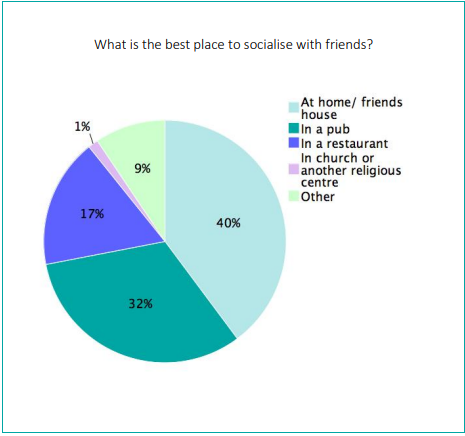 What is the best place to socialise with friends?
At home/ friends
house
In a pub
In a restaurant
In church or
another religious
centre
Other
1%
9%
17%
40%
32%